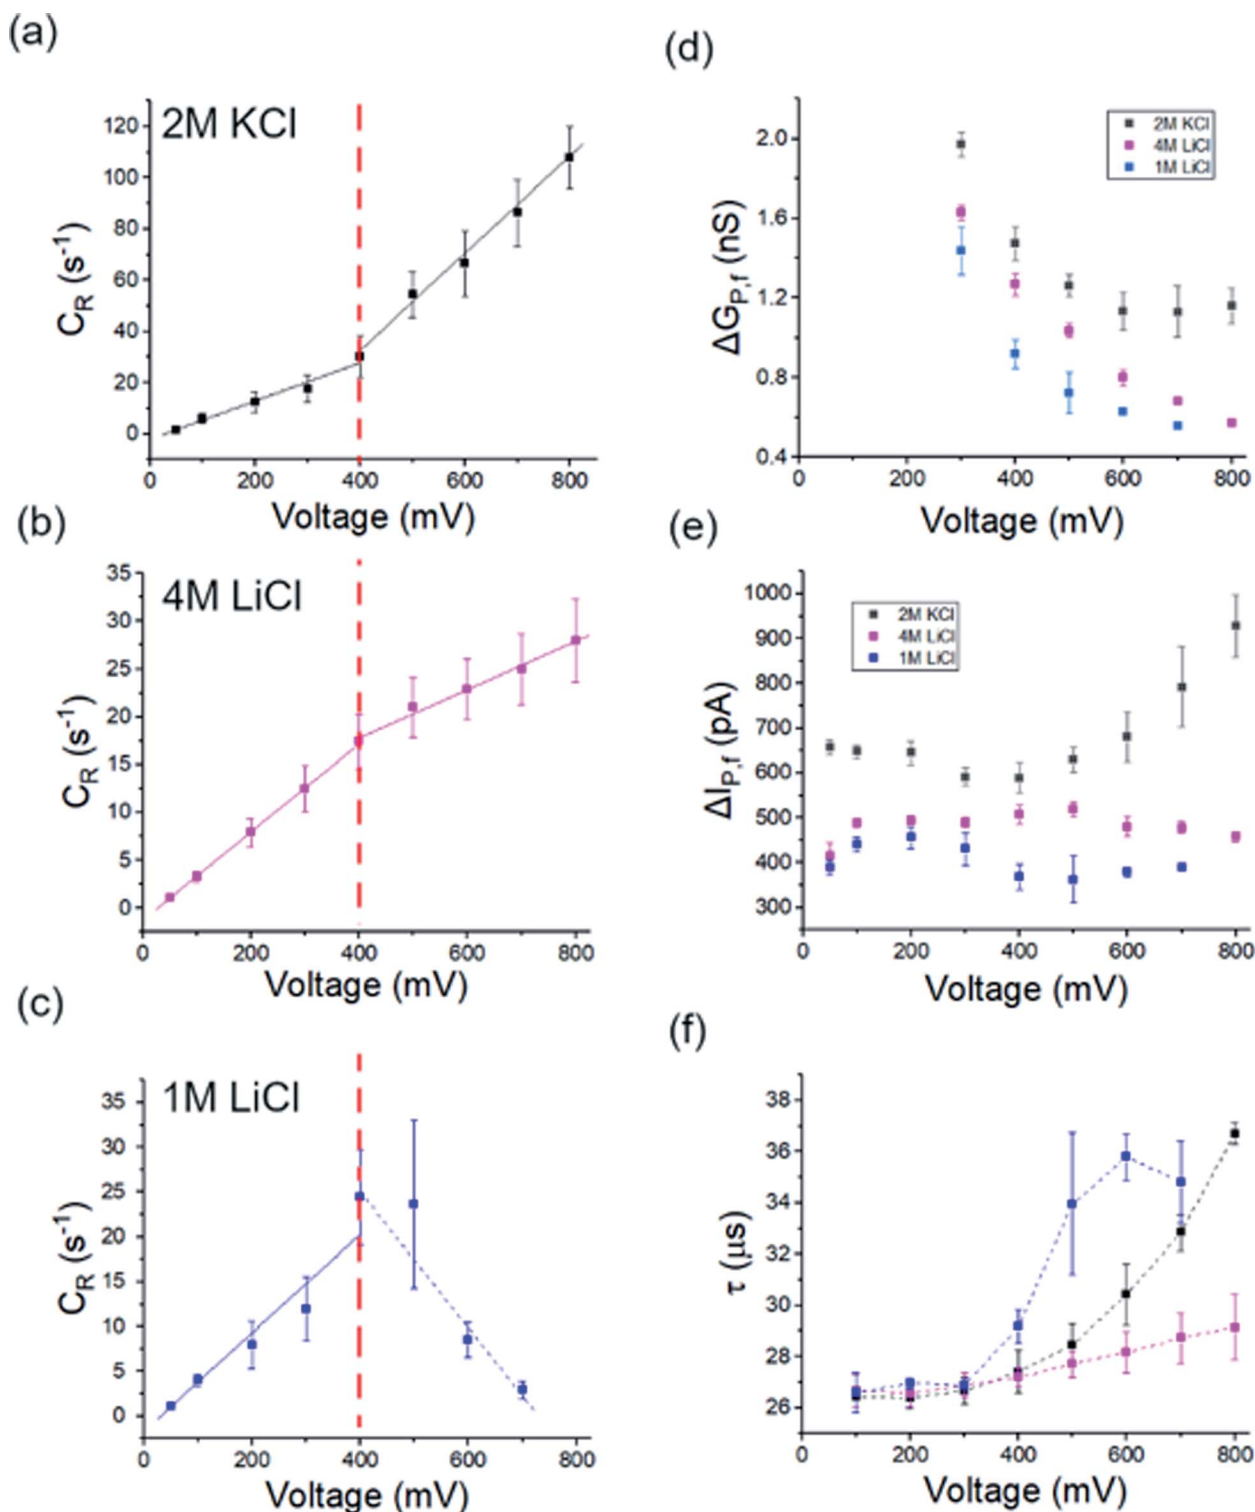 (a)
2M KCl
120
100
80
60
40
20
0
C_R (s⁻¹)
0 200 400 600 800
Voltage (mV)
(b)
4M LiCl
35
30
25
20
15
10
5
0
C_R (s⁻¹)
0 200 400 600 800
Voltage (mV)
(c)
1M LiCl
35
30
25
20
15
10
5
0
C_R (s⁻¹)
0 200 400 600 800
Voltage (mV)
(d)
2M KCl
4M LiCl
1M LiCl
2.0
1.6
1.2
0.8
0.4
ΔG_P,f (nS)
0 200 400 600 800
Voltage (mV)
(e)
2M KCl
4M LiCl
1M LiCl
1000
900
800
700
600
500
400
300
ΔI_P,f (pA)
0 200 400 600 800
Voltage (mV)
(f)
38
36
34
32
30
28
26
τ (μs)
0 200 400 600 800
Voltage (mV)